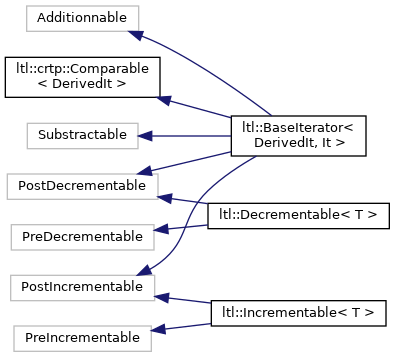 Additionnable
ltl::crtp::Comparable
< DerivedIt >
Substractable
ltl::BaseIterator<
DerivedIt, It >
PostDecrementable
ltl::Decrementable< T >
PreDecrementable
PostIncrementable
ltl::Incrementable< T >
PreIncrementable